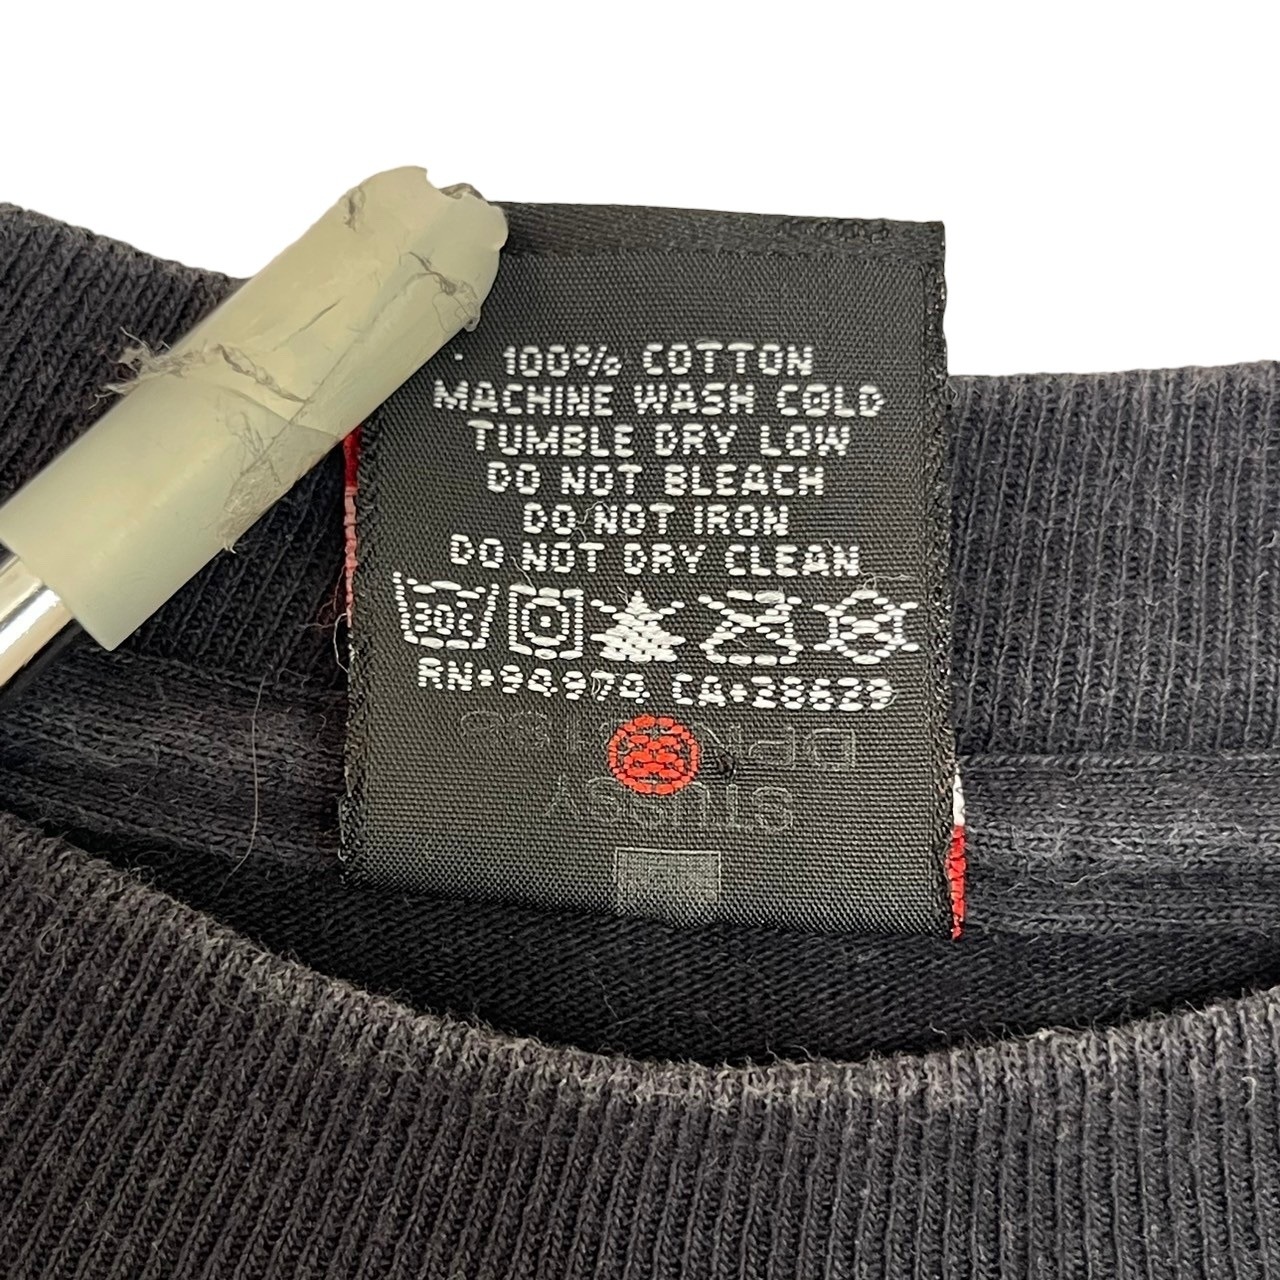 100% COTTON
MACHINE WASH COLD
TUMBLE DRY LOW
DO NOT BLEACH
DO NOT IRON
DO NOT DRY CLEAN
30C
RN•94974 CA•28629